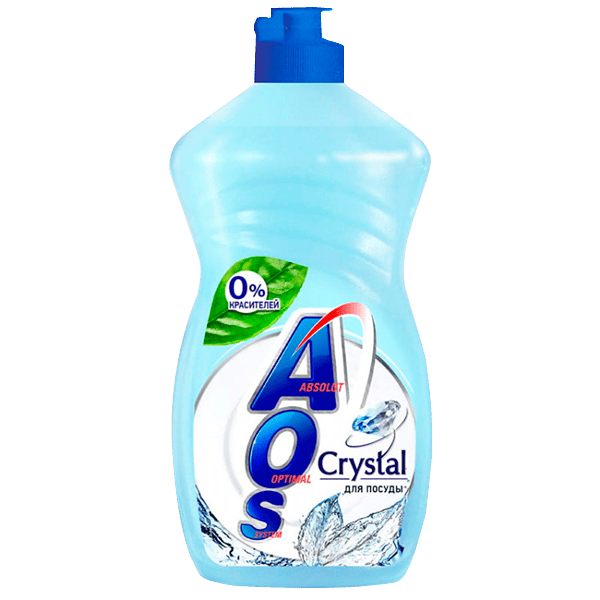 0%
КРАСИТЕЛЕЙ
AOS
ABSOLUT
OPTIMAL
SYSTEM
Crystal
для посуды